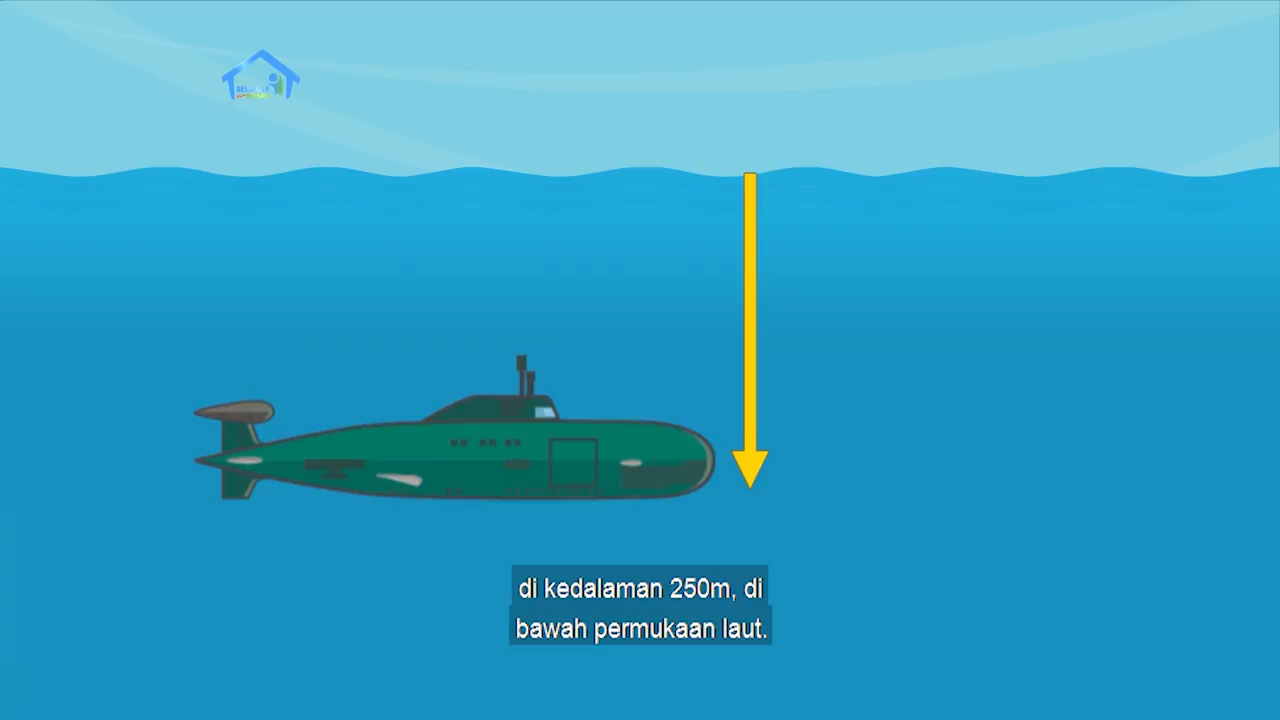 di kedalaman 250m, di
bawah permukaan laut.